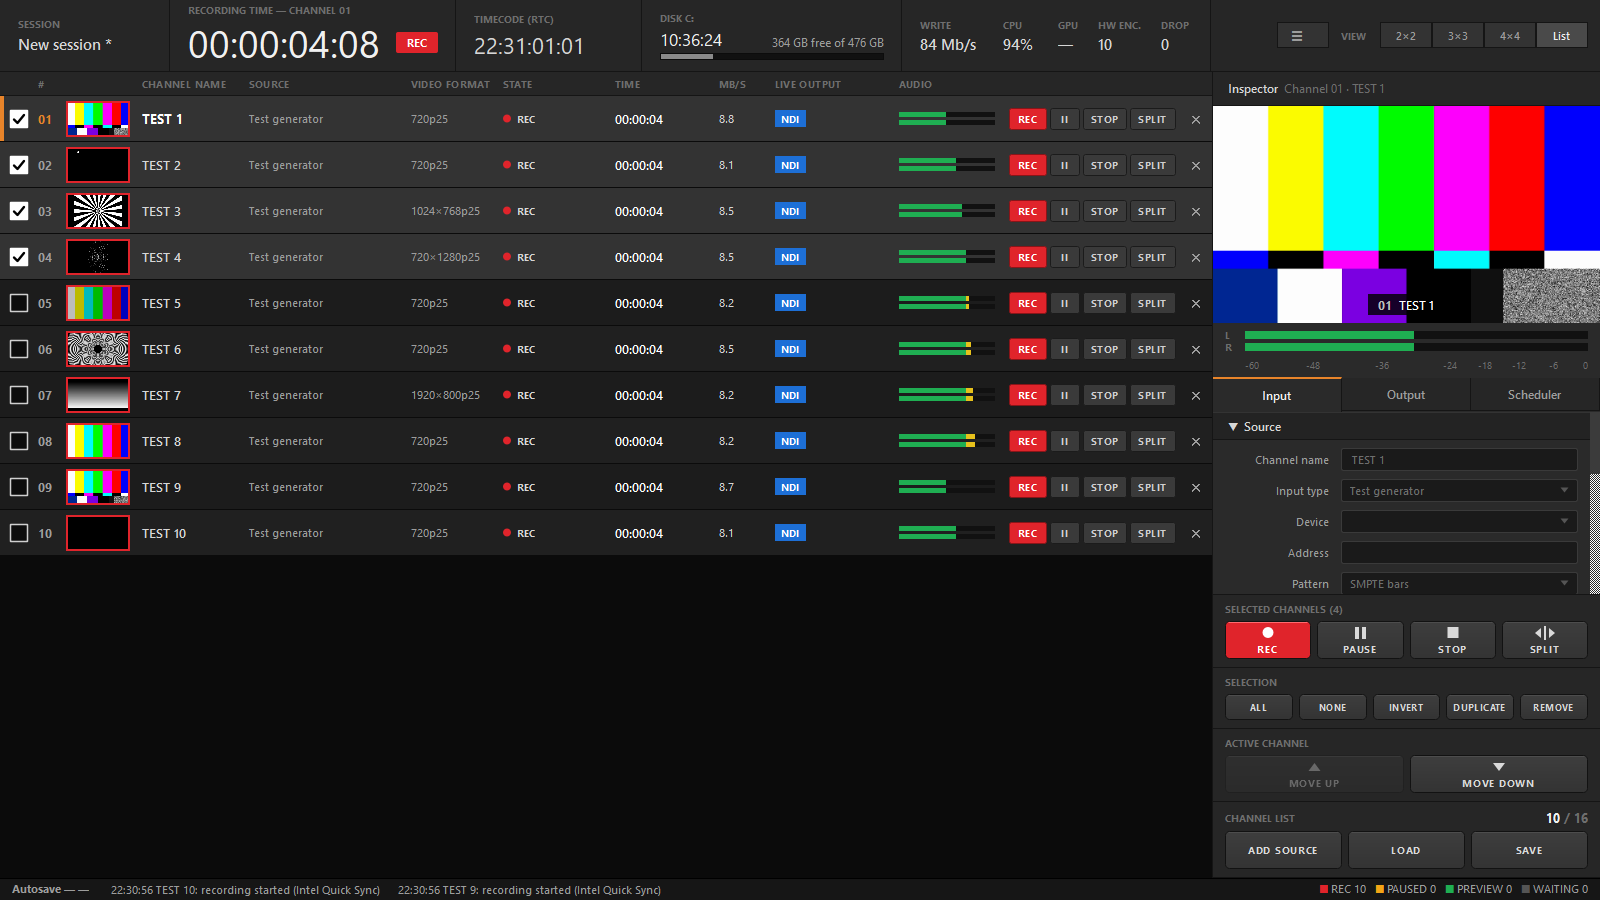 SESSION
New session *
RECORDING TIME — CHANNEL 01
00:00:04:08 REC
TIMECODE (RTC)
22:31:01:01
DISK C:
10:36:24 364 GB free of 476 GB
WRITE CPU GPU HW ENC. DROP
84 Mb/s 94% — 10 0
VIEW 2×2 3×3 4×4 List
# CHANNEL NAME SOURCE VIDEO FORMAT STATE TIME MB/S LIVE OUTPUT AUDIO
01 TEST 1 Test generator 720p25 REC 00:00:04 8.8 NDI REC STOP SPLIT
02 TEST 2 Test generator 720p25 REC 00:00:04 8.1 NDI REC STOP SPLIT
03 TEST 3 Test generator 1024×768p25 REC 00:00:04 8.5 NDI REC STOP SPLIT
04 TEST 4 Test generator 720×1280p25 REC 00:00:04 8.5 NDI REC STOP SPLIT
05 TEST 5 Test generator 720p25 REC 00:00:04 8.2 NDI REC STOP SPLIT
06 TEST 6 Test generator 720p25 REC 00:00:04 8.5 NDI REC STOP SPLIT
07 TEST 7 Test generator 1920×800p25 REC 00:00:04 8.2 NDI REC STOP SPLIT
08 TEST 8 Test generator 720p25 REC 00:00:04 8.2 NDI REC STOP SPLIT
09 TEST 9 Test generator 720p25 REC 00:00:04 8.7 NDI REC STOP SPLIT
10 TEST 10 Test generator 720p25 REC 00:00:04 8.1 NDI REC STOP SPLIT
Inspector Channel 01 · TEST 1
01 TEST 1
L
R
-60 -48 -36 -24 -18 -12 -6 0
Input Output Scheduler
▼ Source
Channel name TEST 1
Input type Test generator
Device
Address
Pattern SMPTE bars
SELECTED CHANNELS (4)
REC PAUSE STOP SPLIT
SELECTION
ALL NONE INVERT DUPLICATE REMOVE
ACTIVE CHANNEL
MOVE UP MOVE DOWN
CHANNEL LIST 10 / 16
ADD SOURCE LOAD SAVE
Autosave — — 22:30:56 TEST 10: recording started (Intel Quick Sync) 22:30:56 TEST 9: recording started (Intel Quick Sync) REC 10 PAUSED 0 PREVIEW 0 WAITING 0